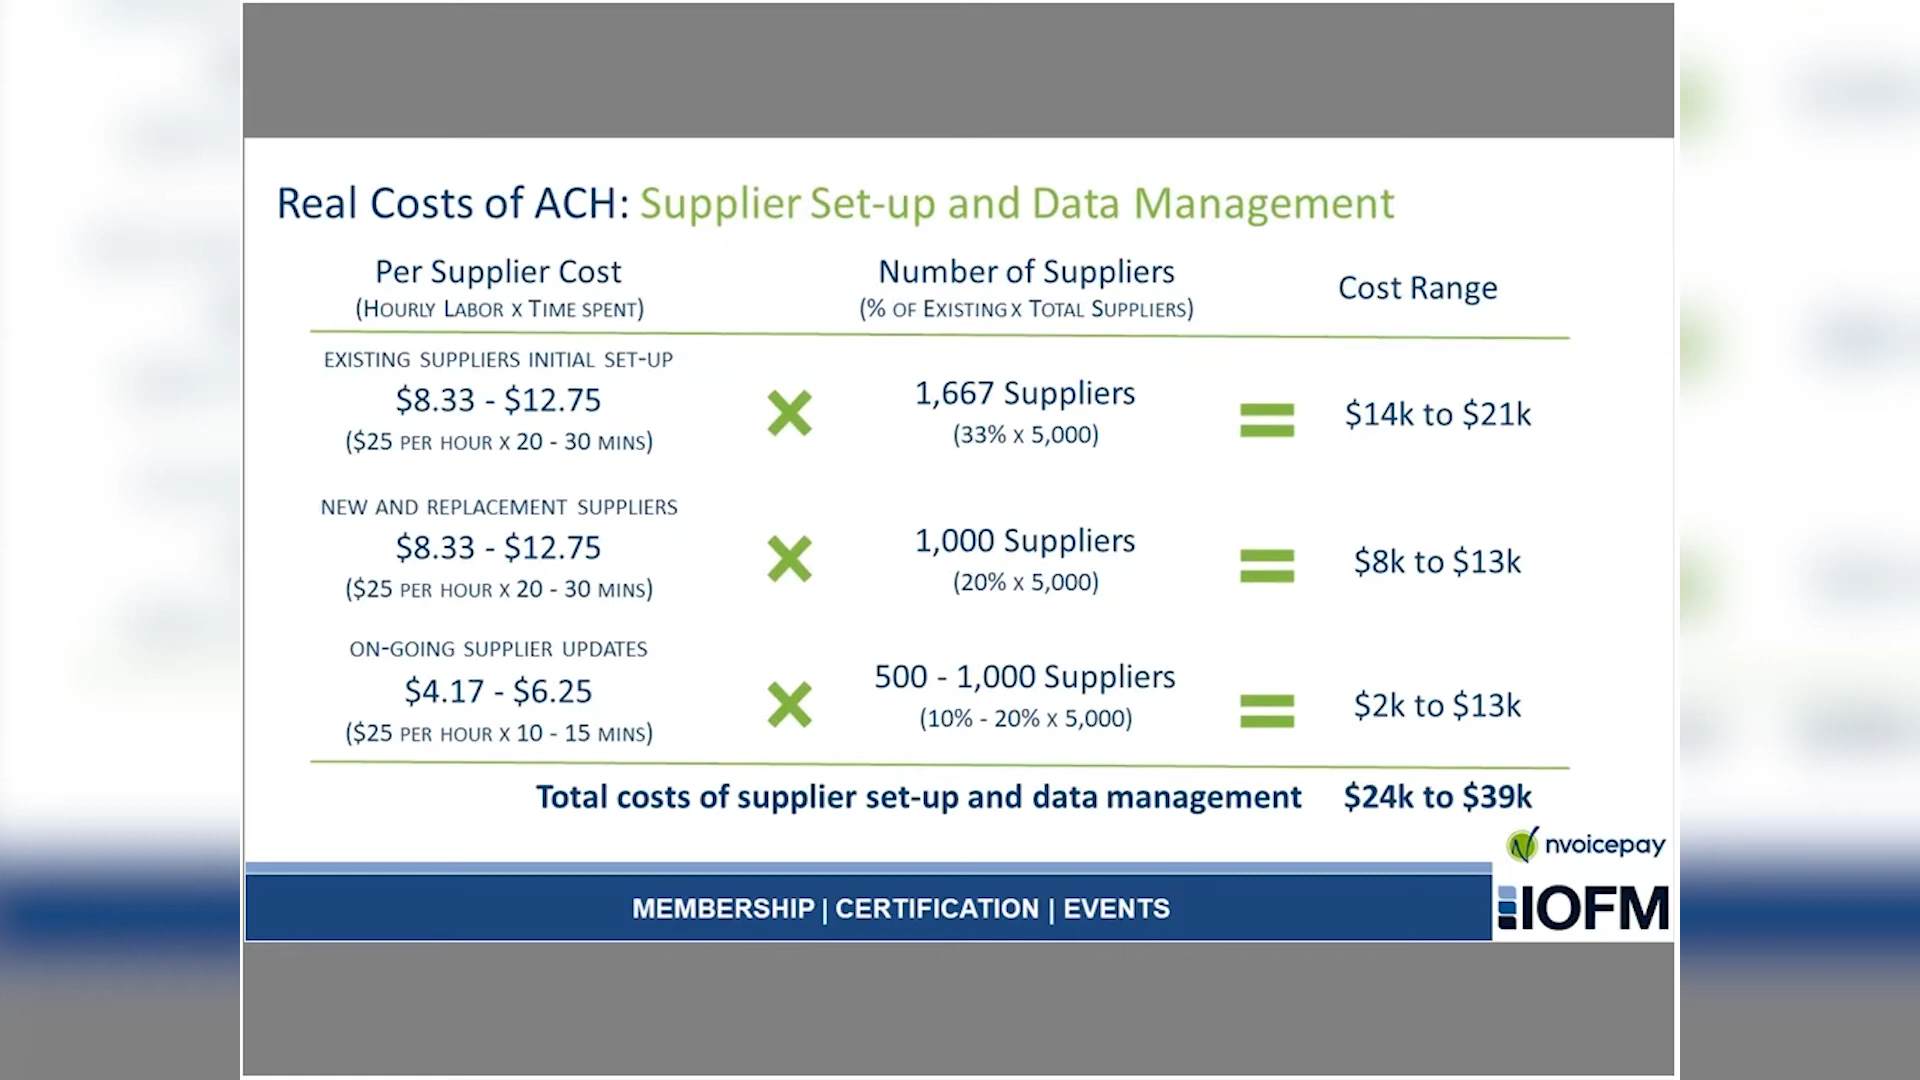 Real Costs of ACH: Supplier Set-up and Data Management
Per Supplier Cost
(HOURLY LABOR X TIME SPENT)
Number of Suppliers
(% OF EXISTING X TOTAL SUPPLIERS)
Cost Range
EXISTING SUPPLIERS INITIAL SET-UP
$8.33 - $12.75
($25 PER HOUR X 20 - 30 MINS)
×
1,667 Suppliers
(33% X 5,000)
=
$14k to $21k
NEW AND REPLACEMENT SUPPLIERS
$8.33 - $12.75
($25 PER HOUR X 20 - 30 MINS)
×
1,000 Suppliers
(20% X 5,000)
=
$8k to $13k
ON-GOING SUPPLIER UPDATES
$4.17 - $6.25
($25 PER HOUR X 10 - 15 MINS)
×
500 - 1,000 Suppliers
(10% - 20% X 5,000)
=
$2k to $13k
Total costs of supplier set-up and data management $24k to $39k
nvoicepay
MEMBERSHIP | CERTIFICATION | EVENTS
IOFM